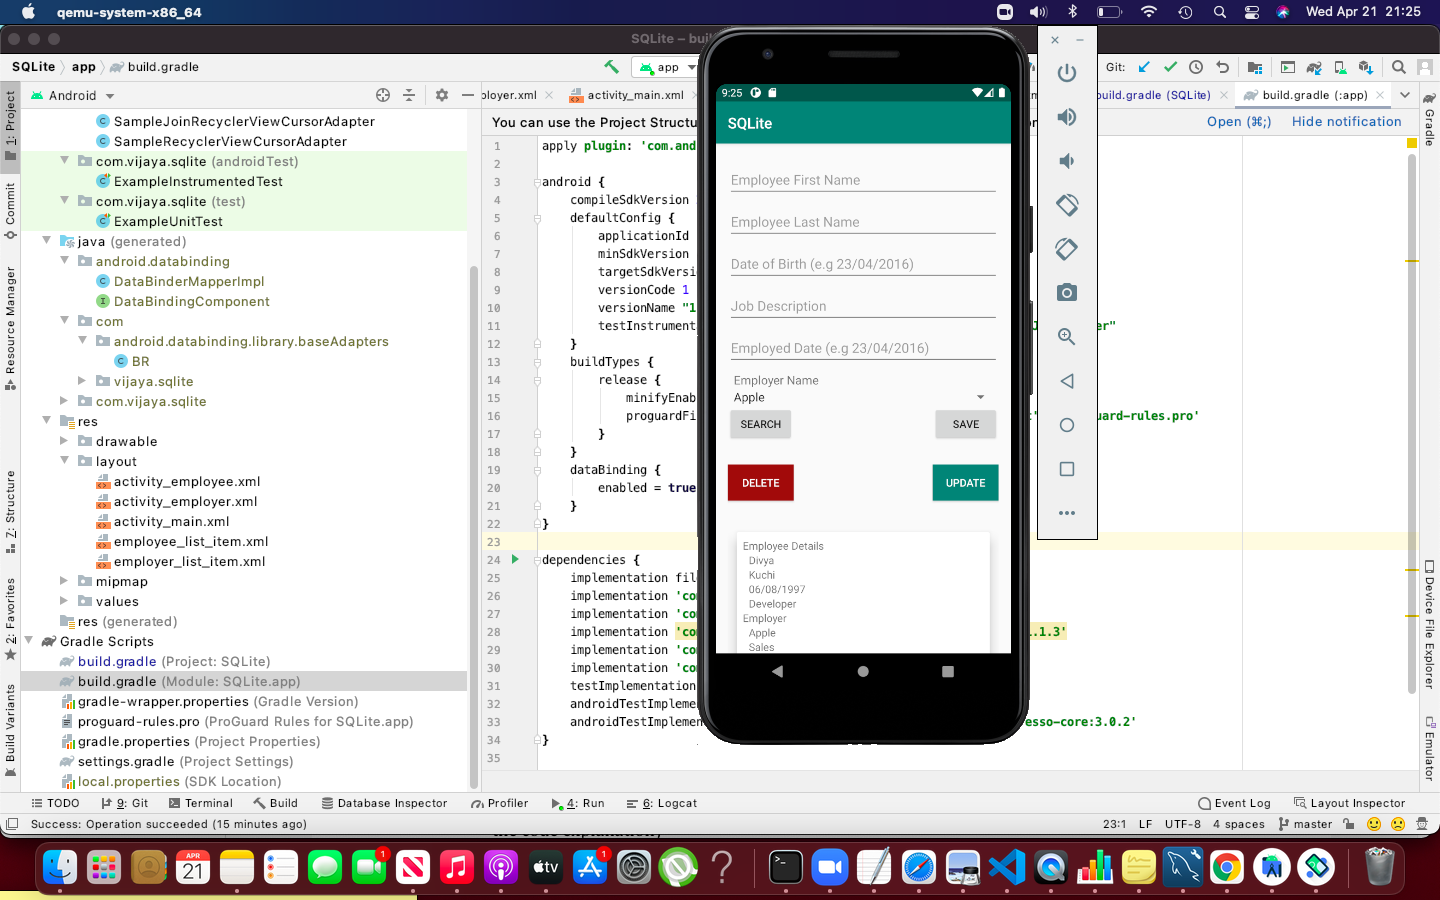 qemu-system-x86_64
Wed Apr 21 21:25
SQLite – bui
SQLite
app
build.gradle
app
Git:
1: Project
Commit
Resource Manager
Z: Structure
2: Favorites
Build Variants
Android
SampleJoinRecyclerViewCursorAdapter
SampleRecyclerViewCursorAdapter
com.vijaya.sqlite (androidTest)
ExampleInstrumentedTest
com.vijaya.sqlite (test)
ExampleUnitTest
java (generated)
android.databinding
DataBinderMapperImpl
DataBindingComponent
com
android.databinding.library.baseAdapters
BR
vijaya.sqlite
com.vijaya.sqlite
res
drawable
layout
activity_employee.xml
activity_employer.xml
activity_main.xml
employee_list_item.xml
employer_list_item.xml
mipmap
values
res (generated)
Gradle Scripts
build.gradle (Project: SQLite)
build.gradle (Module: SQLite.app)
gradle-wrapper.properties (Gradle Version)
proguard-rules.pro (ProGuard Rules for SQLite.app)
gradle.properties (Project Properties)
settings.gradle (Project Settings)
local.properties (SDK Location)
ployer.xml
activity_main.xml
build.gradle (SQLite)
build.gradle (:app)
You can use the Project Structu
Open (⌘;)
Hide notification
1 apply plugin: 'com.and
2
3 android {
4 compileSdkVersion
5 defaultConfig {
6 applicationId
7 minSdkVersion
8 targetSdkVersi
9 versionCode 1
10 versionName "1
11 testInstrument er"
12 }
13 buildTypes {
14 release {
15 minifyEnab
16 proguardFi uard-rules.pro'
17 }
18 }
19 dataBinding {
20 enabled = true
21 }
22 }
23
24 dependencies {
25 implementation fil
26 implementation 'co
27 implementation 'co
28 implementation 'co .1.3'
29 implementation 'co
30 implementation 'co
31 testImplementation
32 androidTestImpleme
33 androidTestImpleme esso-core:3.0.2'
34 }
35
9:25
SQLite
Employee First Name
Employee Last Name
Date of Birth (e.g 23/04/2016)
Job Description
Employed Date (e.g 23/04/2016)
Employer Name
Apple
SEARCH
SAVE
DELETE
UPDATE
Employee Details
Divya
Kuchi
06/08/1997
Developer
Employer
Apple
Sales
Gradle
Device File Explorer
Emulator
TODO
9: Git
Terminal
Build
Database Inspector
Profiler
4: Run
6: Logcat
Event Log
Layout Inspector
Success: Operation succeeded (15 minutes ago)
23:1
LF
UTF-8
4 spaces
master
APR
21
1
tv
1